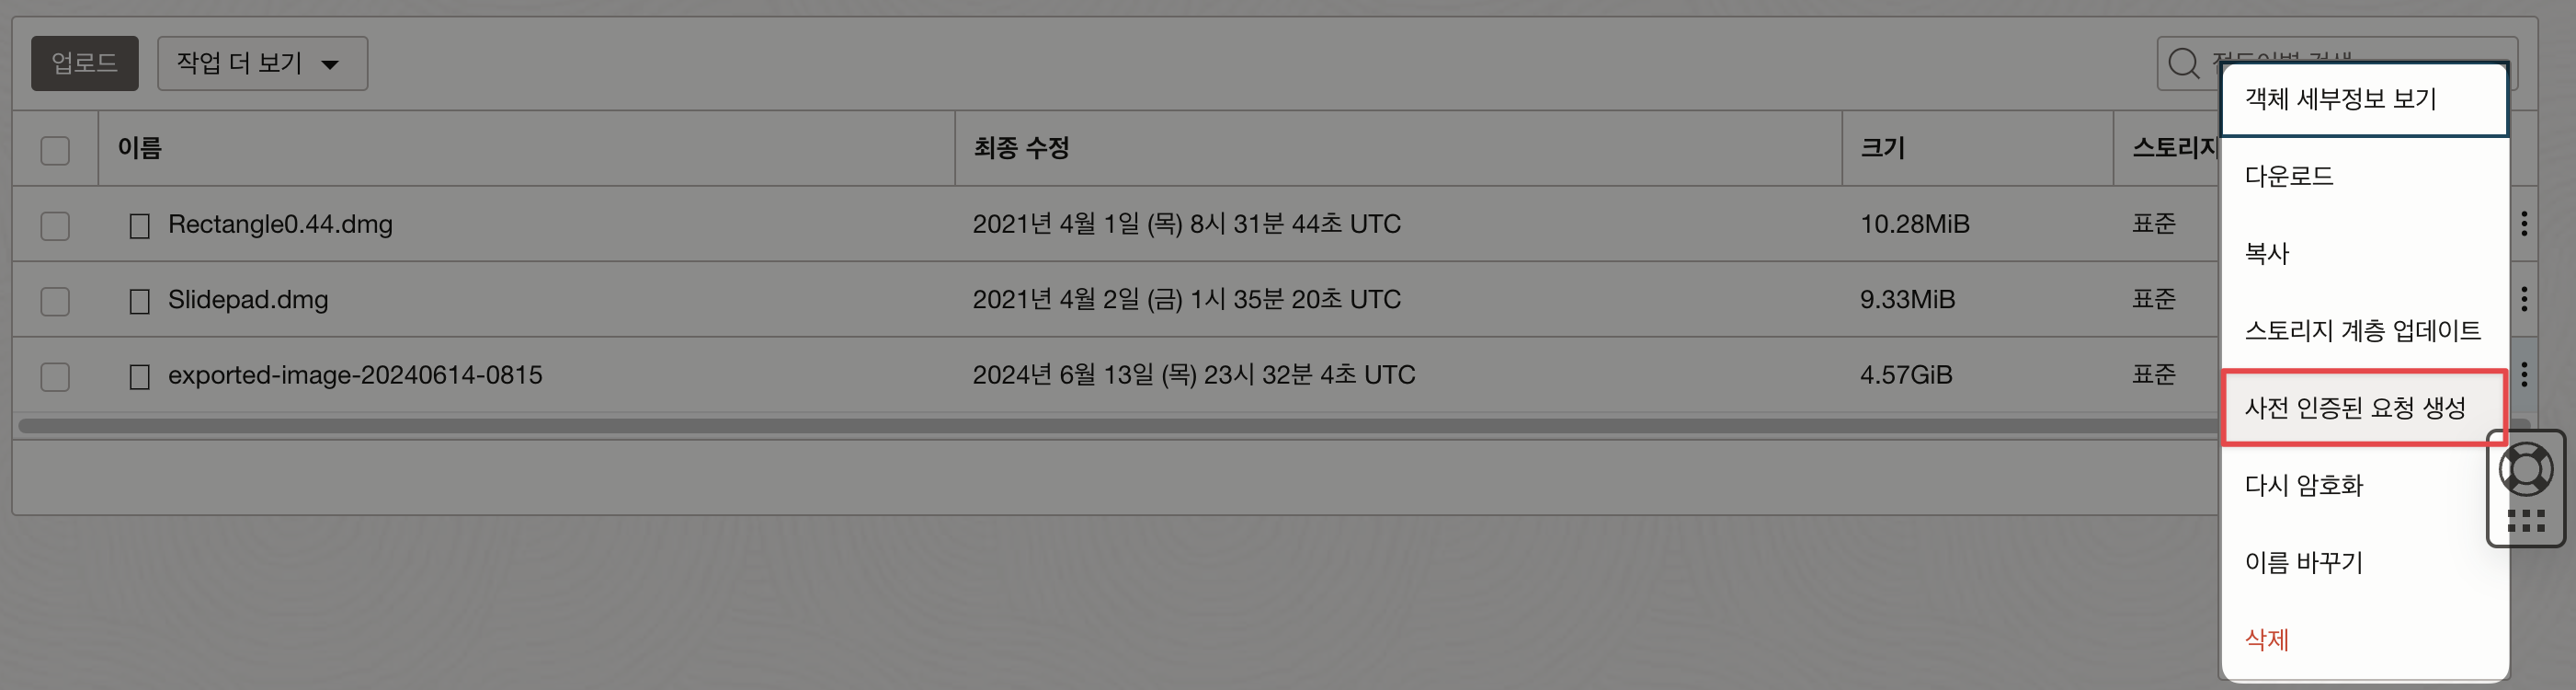 업로드 작업 더 보기
객체 세부정보 보기
이름 최종 수정 크기 스토리지
다운로드
Rectangle0.44.dmg 2021년 4월 1일 (목) 8시 31분 44초 UTC 10.28MiB 표준
복사
Slidepad.dmg 2021년 4월 2일 (금) 1시 35분 20초 UTC 9.33MiB 표준
스토리지 계층 업데이트
exported-image-20240614-0815 2024년 6월 13일 (목) 23시 32분 4초 UTC 4.57GiB 표준
사전 인증된 요청 생성
다시 암호화
이름 바꾸기
삭제